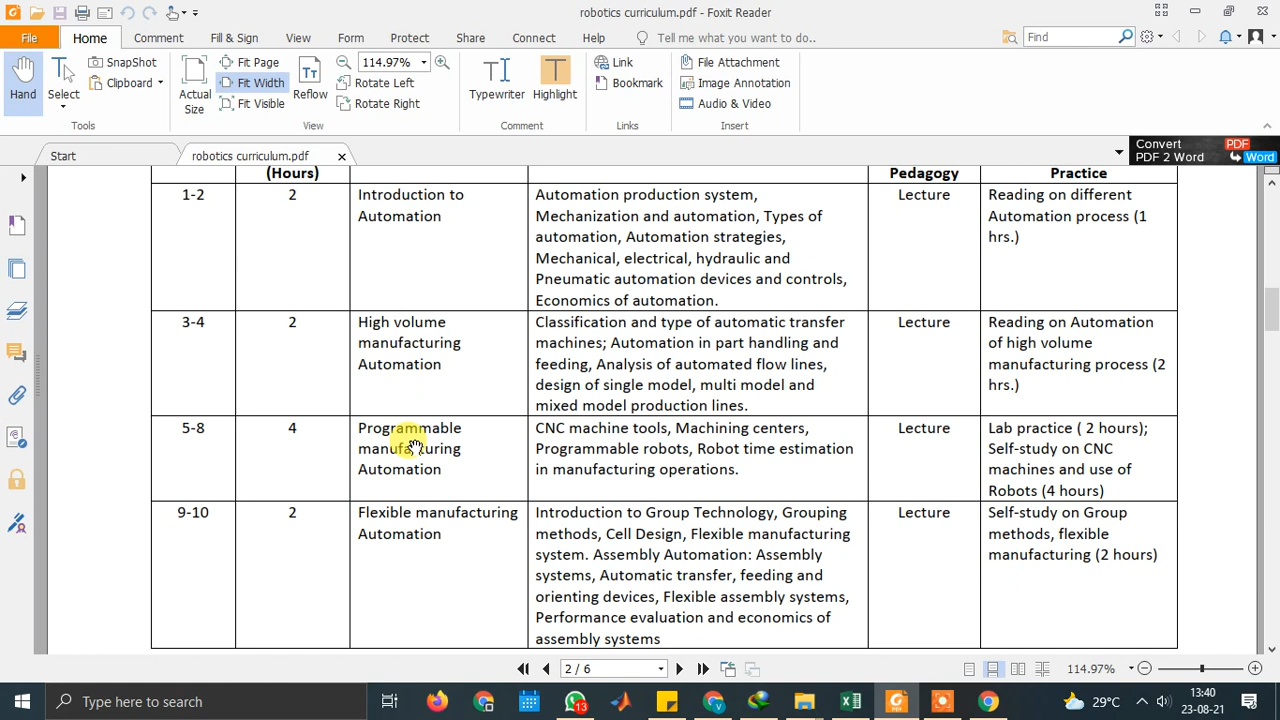 robotics curriculum.pdf - Foxit Reader
File
Home
Comment
Fill & Sign
View
Form
Protect
Share
Connect
Help
Tell me what you want to do..
Find
Hand
Select
SnapShot
Clipboard
Actual
Size
Fit Page
Fit Width
Fit Visible
Reflow
114.97%
Rotate Left
Rotate Right
Typewriter
Highlight
Link
Bookmark
File Attachment
Image Annotation
Audio & Video
Tools
View
Comment
Links
Insert
Start
robotics curriculum.pdf
Convert
PDF 2 Word
PDF
Word
(Hours)
Pedagogy
Practice
1-2
2
Introduction to
Automation
Automation production system,
Mechanization and automation, Types of
automation, Automation strategies,
Mechanical, electrical, hydraulic and
Pneumatic automation devices and controls,
Economics of automation.
Lecture
Reading on different
Automation process (1
hrs.)
3-4
2
High volume
manufacturing
Automation
Classification and type of automatic transfer
machines; Automation in part handling and
feeding, Analysis of automated flow lines,
design of single model, multi model and
mixed model production lines.
Lecture
Reading on Automation
of high volume
manufacturing process (2
hrs.)
5-8
4
Programmable
manufacturing
Automation
CNC machine tools, Machining centers,
Programmable robots, Robot time estimation
in manufacturing operations.
Lecture
Lab practice ( 2 hours);
Self-study on CNC
machines and use of
Robots (4 hours)
9-10
2
Flexible manufacturing
Automation
Introduction to Group Technology, Grouping
methods, Cell Design, Flexible manufacturing
system. Assembly Automation: Assembly
systems, Automatic transfer, feeding and
orienting devices, Flexible assembly systems,
Performance evaluation and economics of
assembly systems
Lecture
Self-study on Group
methods, flexible
manufacturing (2 hours)
2 / 6
114.97%
Type here to search
13
29°C
13:40
23-08-21